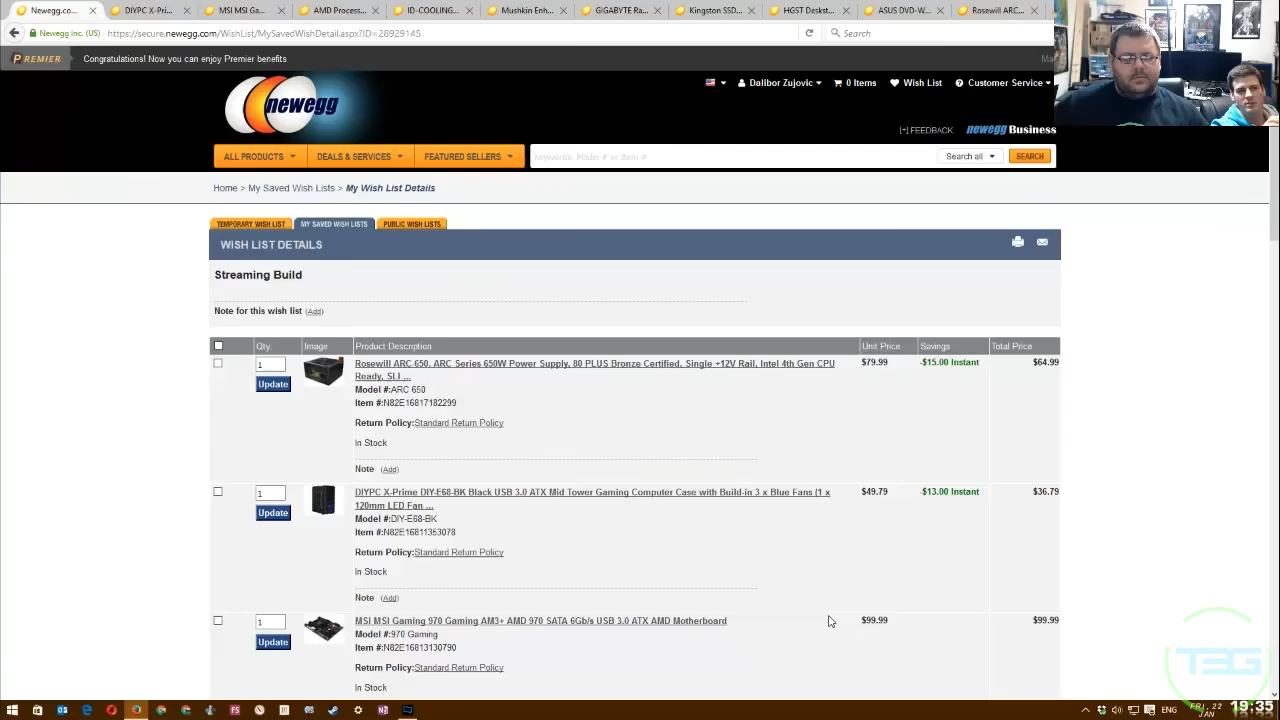 Newegg.com...
DIYPC X-Prim...
MSI MSI Ga...
AMD Process...
ID-COOLING...
Mushkin Enh...
GIGABYTE Ra...
Kingston SSD...
HGST Deskst...
ASUS DVD-W...
Rosewill ARC...
Newegg Inc. (US)
https://secure.newegg.com/WishList/MySavedWishDetail.aspx?ID=28929145
Search
PREMIER
Congratulations! Now you can enjoy Premier benefits
newegg
Dalibor Zujovic
0 Items
Wish List
Customer Service
[+] FEEDBACK
newegg Business
ALL PRODUCTS
DEALS & SERVICES
FEATURED SELLERS
Keywords, Model # or Item #
Search all
SEARCH
Home > My Saved Wish Lists > My Wish List Details
TEMPORARY WISH LIST
MY SAVED WISH LISTS
PUBLIC WISH LISTS
WISH LIST DETAILS
Streaming Build
Note for this wish list (Add)
Qty. Image Product Description Unit Price Savings Total Price
1
Update
Rosewill ARC-650, ARC Series 650W Power Supply, 80 PLUS Bronze Certified, Single +12V Rail, Intel 4th Gen CPU
Ready, SLI ...
Model #:ARC 650
Item #:N82E16817182299
Return Policy:Standard Return Policy
In Stock
Note (Add)
$79.99
-$15.00 Instant
$64.99
1
Update
DIYPC X-Prime DIY-E68-BK Black USB 3.0 ATX Mid Tower Gaming Computer Case with Build-in 3 x Blue Fans (1 x
120mm LED Fan ...
Model #:DIY-E68-BK
Item #:N82E16811353078
Return Policy:Standard Return Policy
In Stock
Note (Add)
$49.79
-$13.00 Instant
$36.79
1
Update
MSI MSI Gaming 970 Gaming AM3+ AMD 970 SATA 6Gb/s USB 3.0 ATX AMD Motherboard
Model #:970 Gaming
Item #:N82E16813130790
Return Policy:Standard Return Policy
In Stock
$99.99
$99.99
TBG
FRI, 22
JAN
19:35